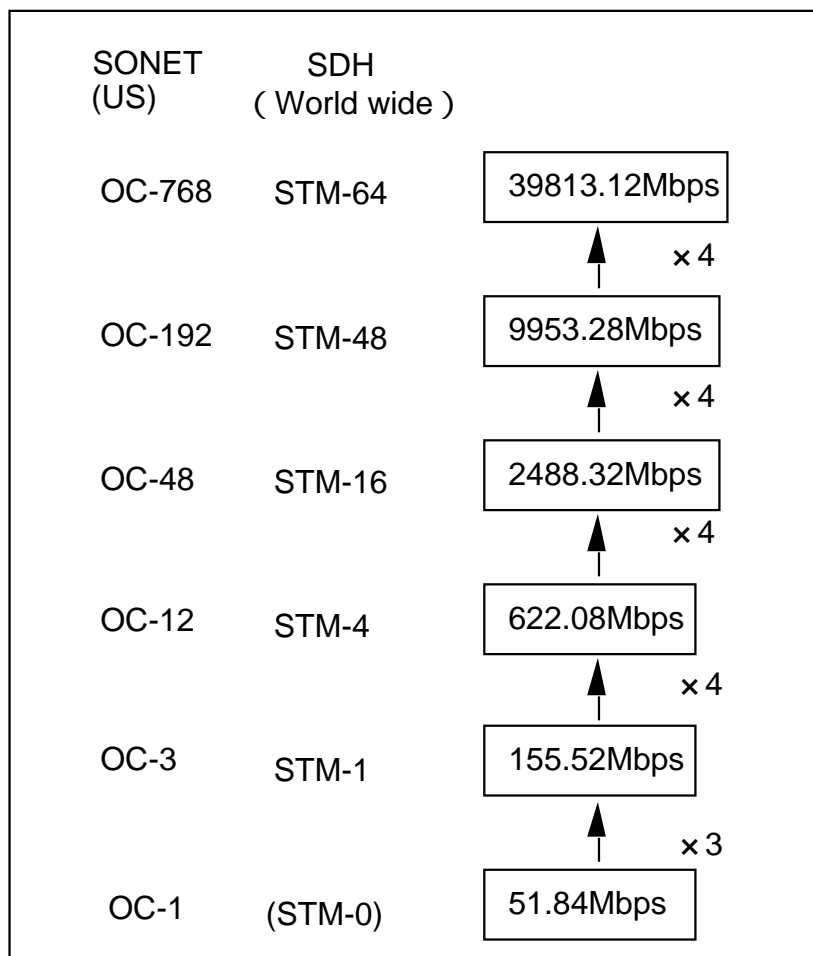 SONET SDH
(US) ( World wide )
OC-768 STM-64 39813.12Mbps
×4
OC-192 STM-48 9953.28Mbps
×4
OC-48 STM-16 2488.32Mbps
×4
OC-12 STM-4 622.08Mbps
×4
OC-3 STM-1 155.52Mbps
×3
OC-1 (STM-0) 51.84Mbps